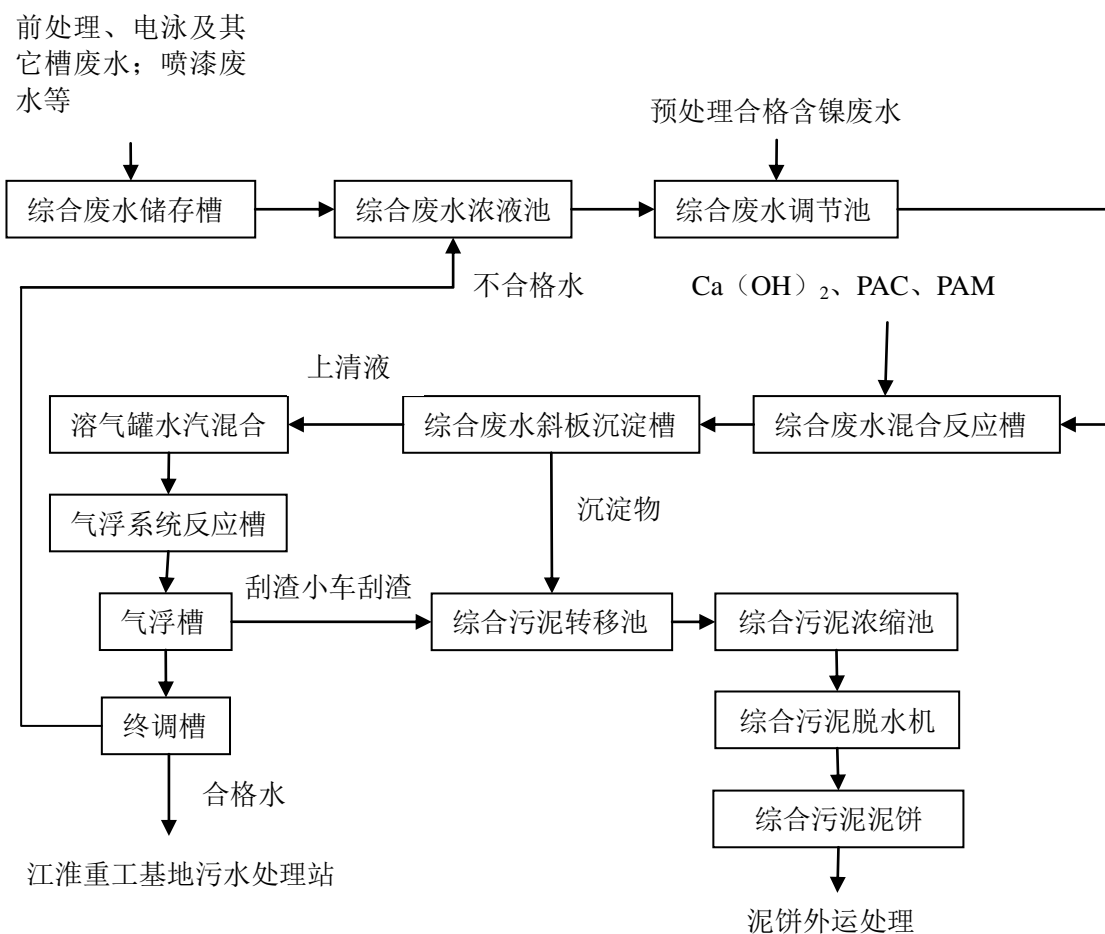 前处理、电泳及其
它槽废水；喷漆废
水等
预处理合格含镍废水
综合废水储存槽
综合废水浓液池
综合废水调节池
不合格水
Ca（OH）₂、PAC、PAM
上清液
溶气罐水汽混合
综合废水斜板沉淀槽
综合废水混合反应槽
气浮系统反应槽
沉淀物
刮渣小车刮渣
气浮槽
综合污泥转移池
综合污泥浓缩池
终调槽
综合污泥脱水机
合格水
综合污泥泥饼
江淮重工基地污水处理站
泥饼外运处理